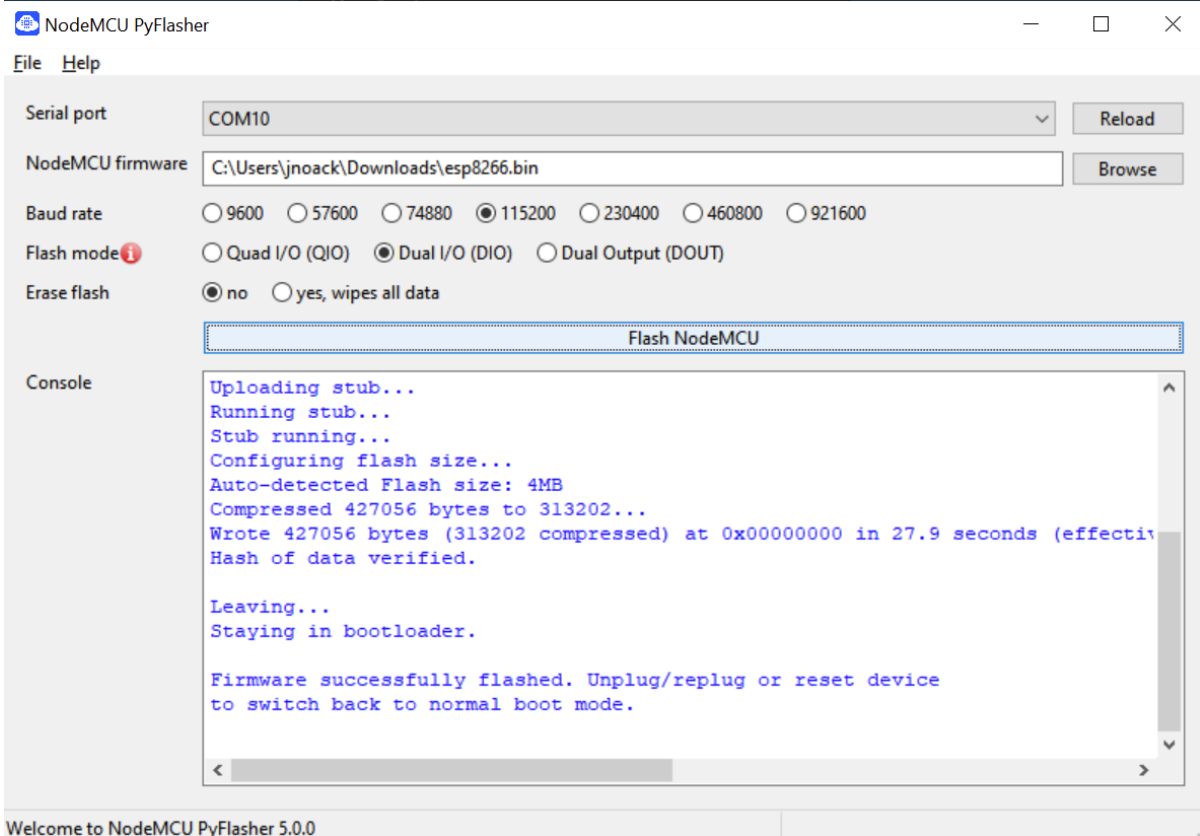 NodeMCU PyFlasher
File Help
Serial port COM10 Reload
NodeMCU firmware C:\Users\jnoack\Downloads\esp8266.bin Browse
Baud rate 9600 57600 74880 115200 230400 460800 921600
Flash mode Quad I/O (QIO) Dual I/O (DIO) Dual Output (DOUT)
Erase flash no yes, wipes all data
Flash NodeMCU
Console
Uploading stub...
Running stub...
Stub running...
Configuring flash size...
Auto-detected Flash size: 4MB
Compressed 427056 bytes to 313202...
Wrote 427056 bytes (313202 compressed) at 0x00000000 in 27.9 seconds (effectiv
Hash of data verified.
Leaving...
Staying in bootloader.
Firmware successfully flashed. Unplug/replug or reset device
to switch back to normal boot mode.
Welcome to NodeMCU PyFlasher 5.0.0